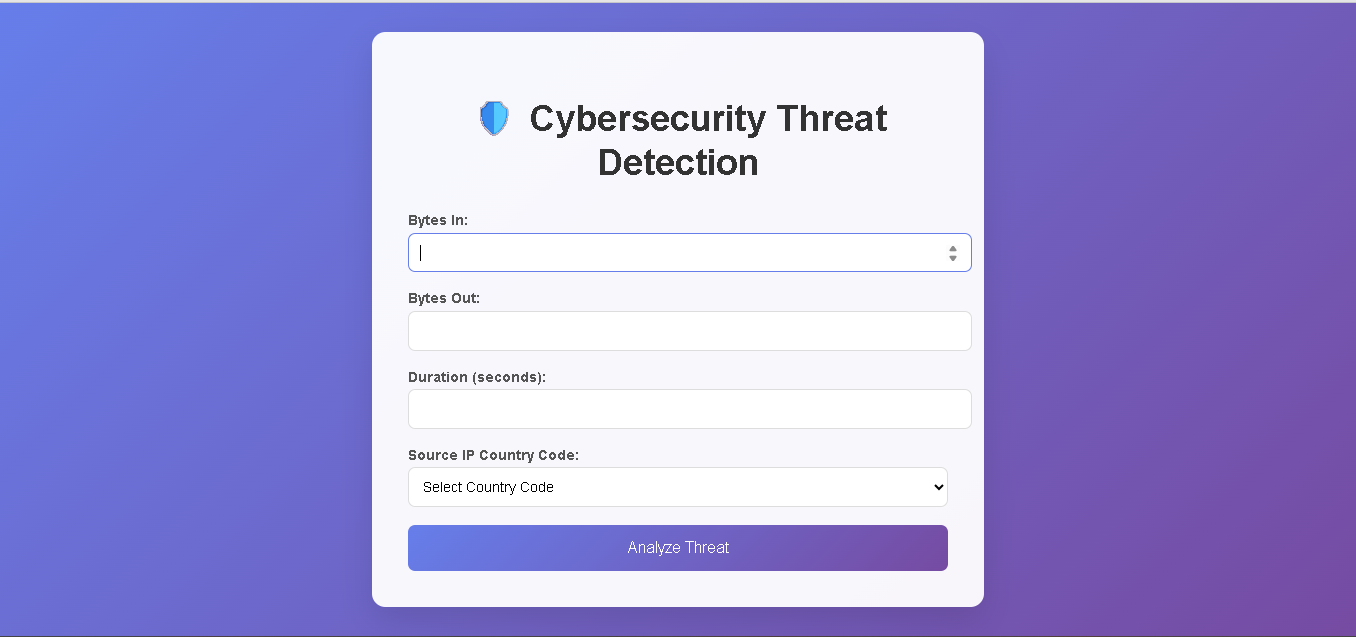 Cybersecurity Threat
Detection
Bytes In:
Bytes Out:
Duration (seconds):
Source IP Country Code:
Select Country Code
Analyze Threat